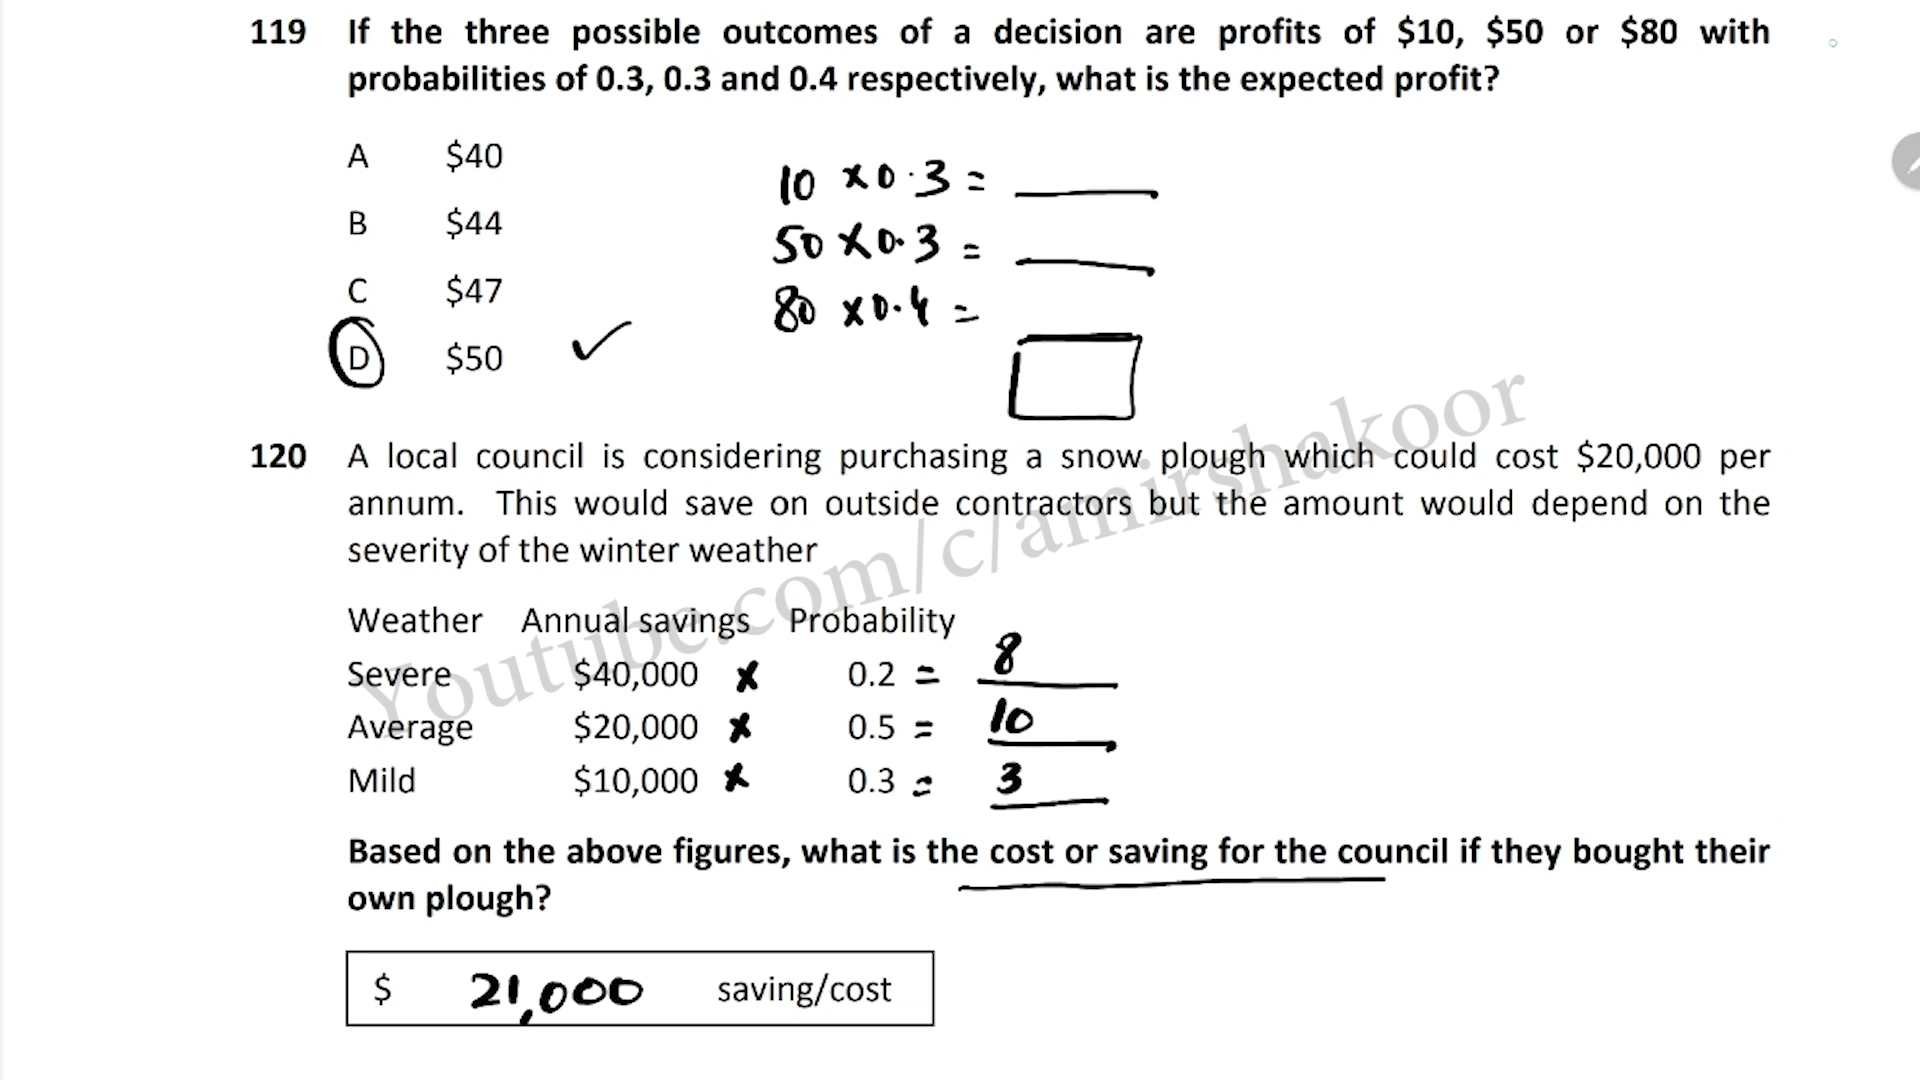 119 If the three possible outcomes of a decision are profits of $10, $50 or $80 with
probabilities of 0.3, 0.3 and 0.4 respectively, what is the expected profit?
A $40
B $44
C $47
D $50 ✓
10 x 0.3 =
50 x 0.3 =
80 x 0.4 =
120 A local council is considering purchasing a snow plough which could cost $20,000 per
annum. This would save on outside contractors but the amount would depend on the
severity of the winter weather
Weather Annual savings Probability
Severe $40,000 x 0.2 = 8
Average $20,000 x 0.5 = 10
Mild $10,000 x 0.3 = 3
Based on the above figures, what is the cost or saving for the council if they bought their
own plough?
$ 21,000 saving/cost
Youtube.com/c/amirshakoor